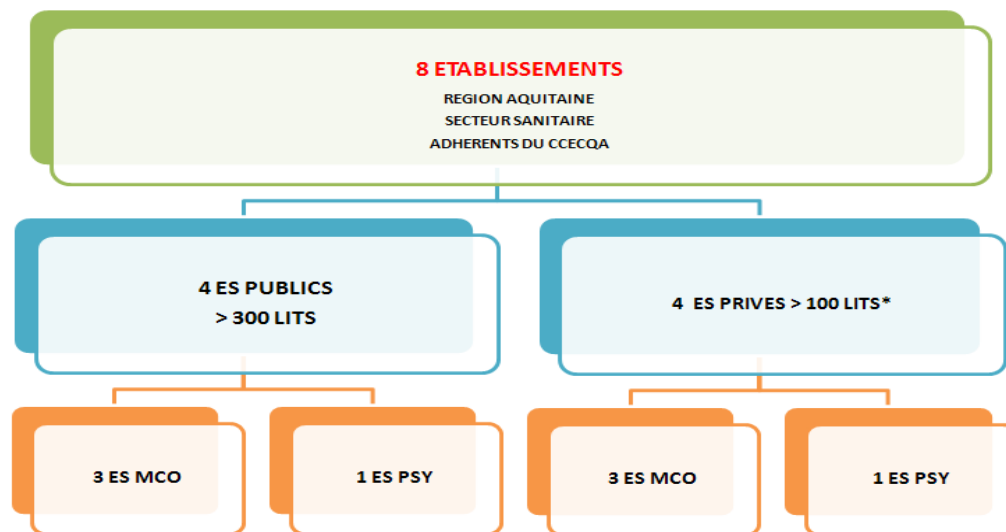 8 ETABLISSEMENTS
REGION AQUITAINE
SECTEUR SANITAIRE
ADHERENTS DU CCECQA
4 ES PUBLICS
> 300 LITS
4 ES PRIVES > 100 LITS*
3 ES MCO
1 ES PSY
3 ES MCO
1 ES PSY